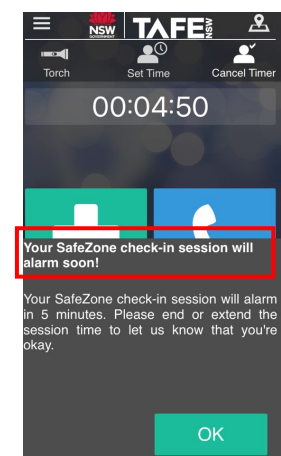 NSW
GOVERNMENT
TAFE NSW
Torch
Set Time
Cancel Timer
00:04:50
Your SafeZone check-in session will
alarm soon!
Your SafeZone check-in session will alarm
in 5 minutes. Please end or extend the
session time to let us know that you're
okay.
OK